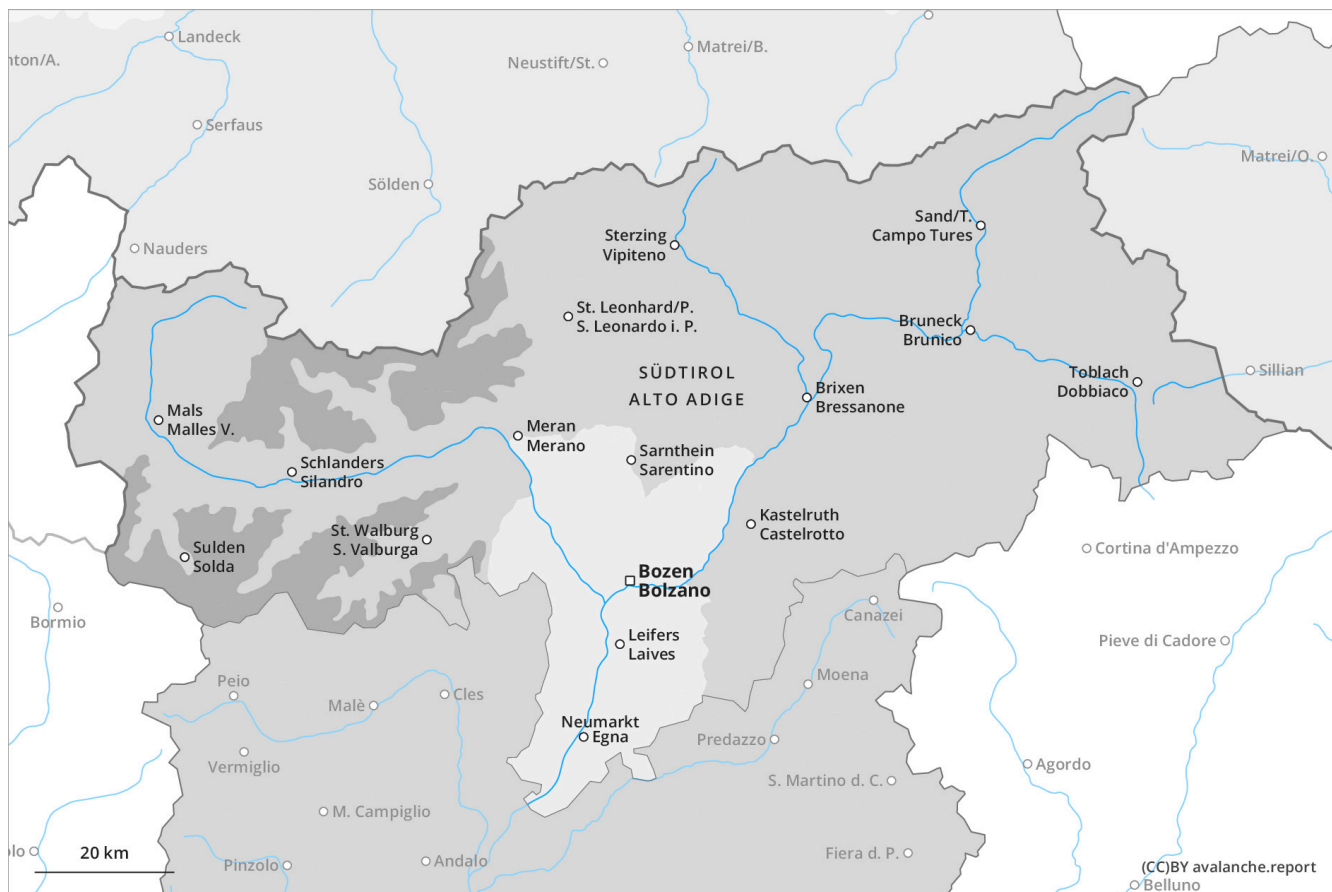 Landeck
nton/A.
Matrei/B.
Neustift/St.
Serfaus
Matrei/O.
Sölden
Sand/T.
Campo Tures
Sterzing
Vipiteno
Nauders
St. Leonhard/P.
S. Leonardo i. P.
Bruneck
Brunico
SÜDTIROL
ALTO ADIGE
Toblach
Dobbiaco
Sillian
Brixen
Bressanone
Mals
Malles V.
Meran
Merano
Sarnthein
Sarentino
Schlanders
Silandro
Kastelruth
Castelrotto
St. Walburg
S. Valburga
Sulden
Solda
Cortina d'Ampezzo
Bozen
Bolzano
Bormio
Canazei
Leifers
Laives
Pieve di Cadore
Moena
Peio
Malè
Cles
Neumarkt
Egna
Predazzo
Vermiglio
Agordo
S. Martino d. C.
M. Campiglio
20 km
olo
Pinzolo
Andalo
Fiera d. P.
(CC)BY avalanche.report
Belluno